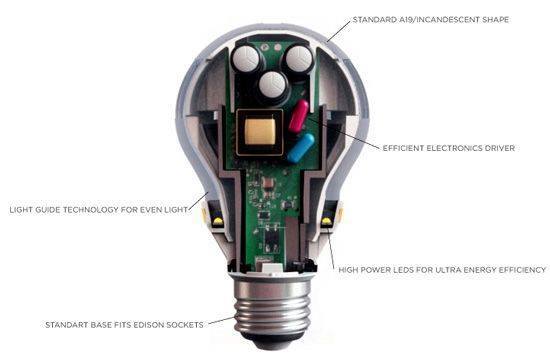 STANDARD A19/INCANDESCENT SHAPE
EFFICIENT ELECTRONICS DRIVER
LIGHT GUIDE TECHNOLOGY FOR EVEN LIGHT
HIGH POWER LEDS FOR ULTRA ENERGY EFFICIENCY
STANDART BASE FITS EDISON SOCKETS